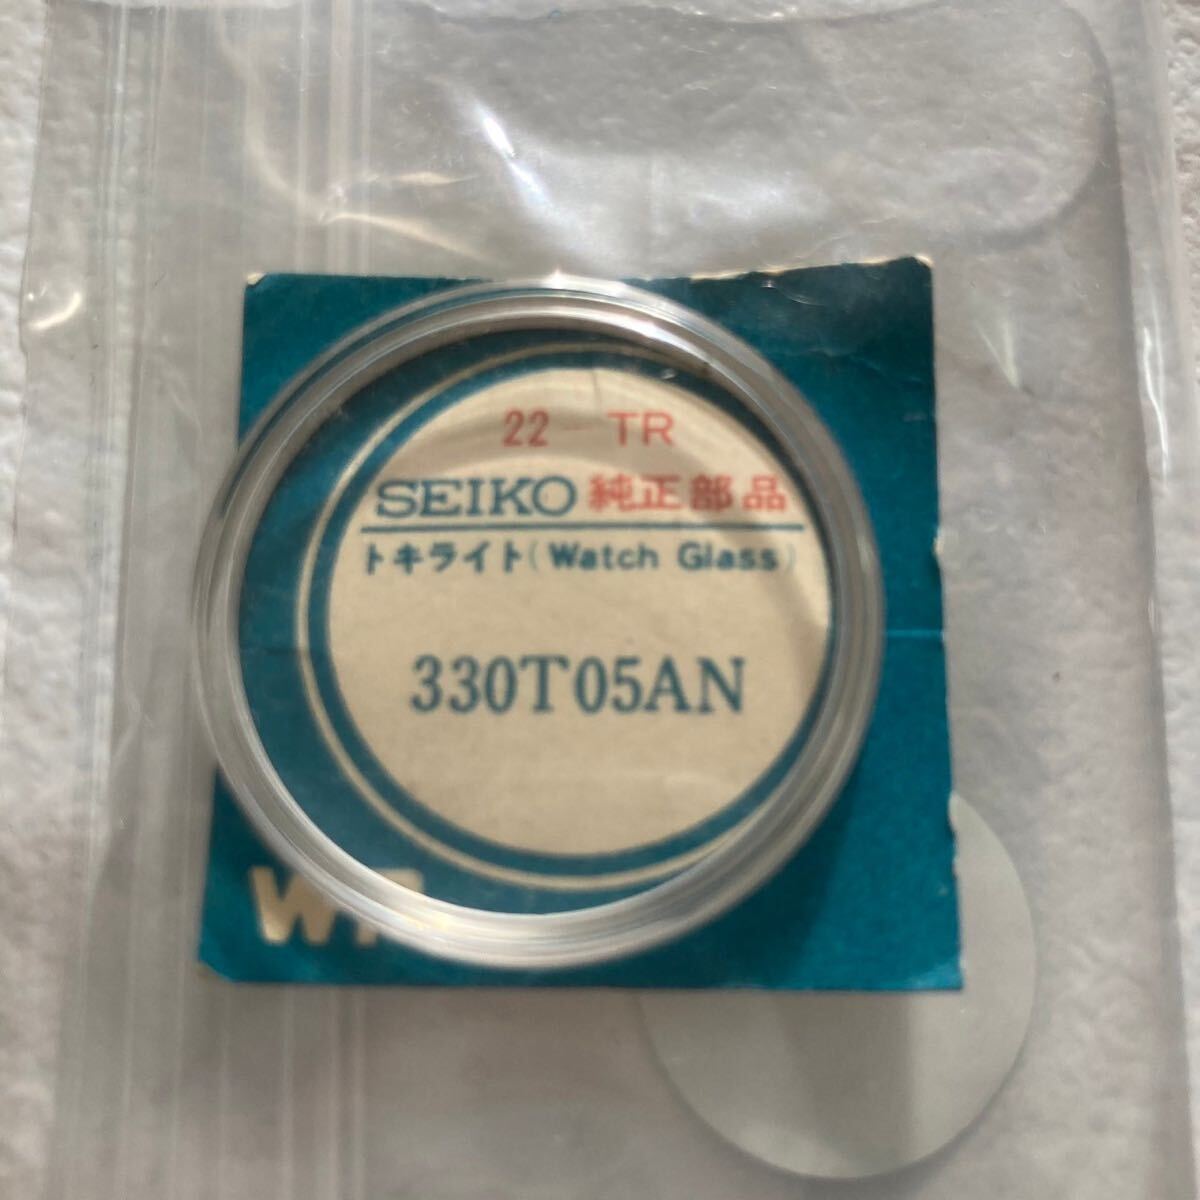 22-TR
SEIKO 純正部品
トキライト(Watch Glass)
330T05AN